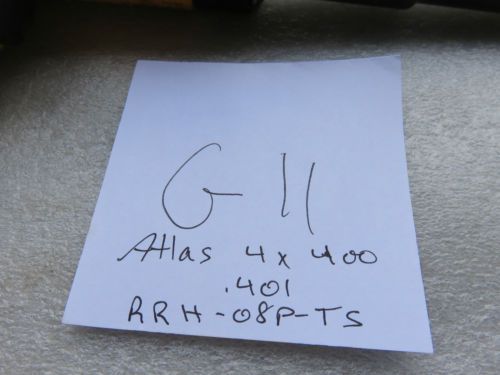 G 11
Atlas 4 x 400
.401
RRH-08P-TS